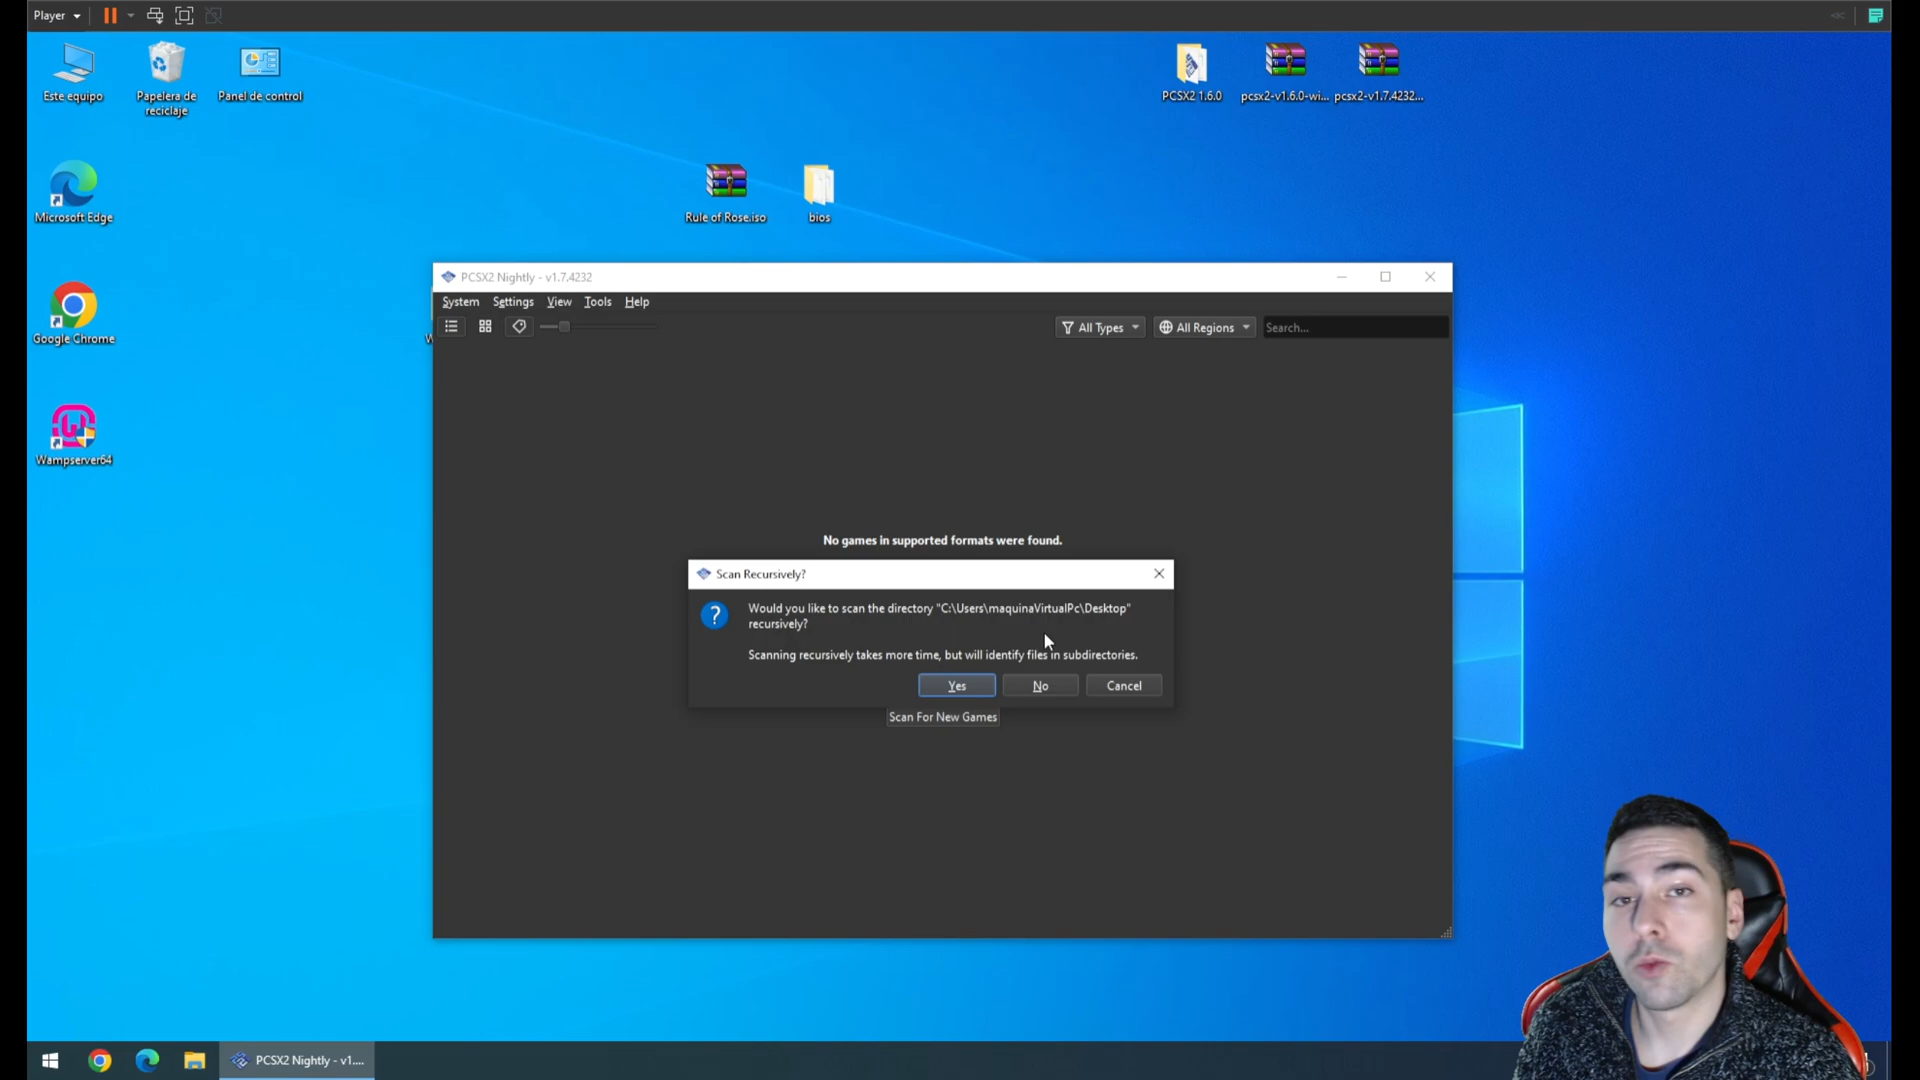 Player
Este equipo
Papelera de
reciclaje
Panel de control
PCSX2 1.6.0
pcsx2-v1.6.0-wi...
pcsx2-v1.7.4232...
Microsoft Edge
Rule of Rose.iso
bios
Google Chrome
Wampserver64
W
PCSX2 Nightly - v1.7.4232
System Settings View Tools Help
All Types
All Regions
Search...
No games in supported formats were found.
Scan Recursively?
Would you like to scan the directory "C:\Users\maquinaVirtualPc\Desktop"
recursively?
Scanning recursively takes more time, but will identify files in subdirectories.
Yes No Cancel
Scan For New Games
PCSX2 Nightly - v1....